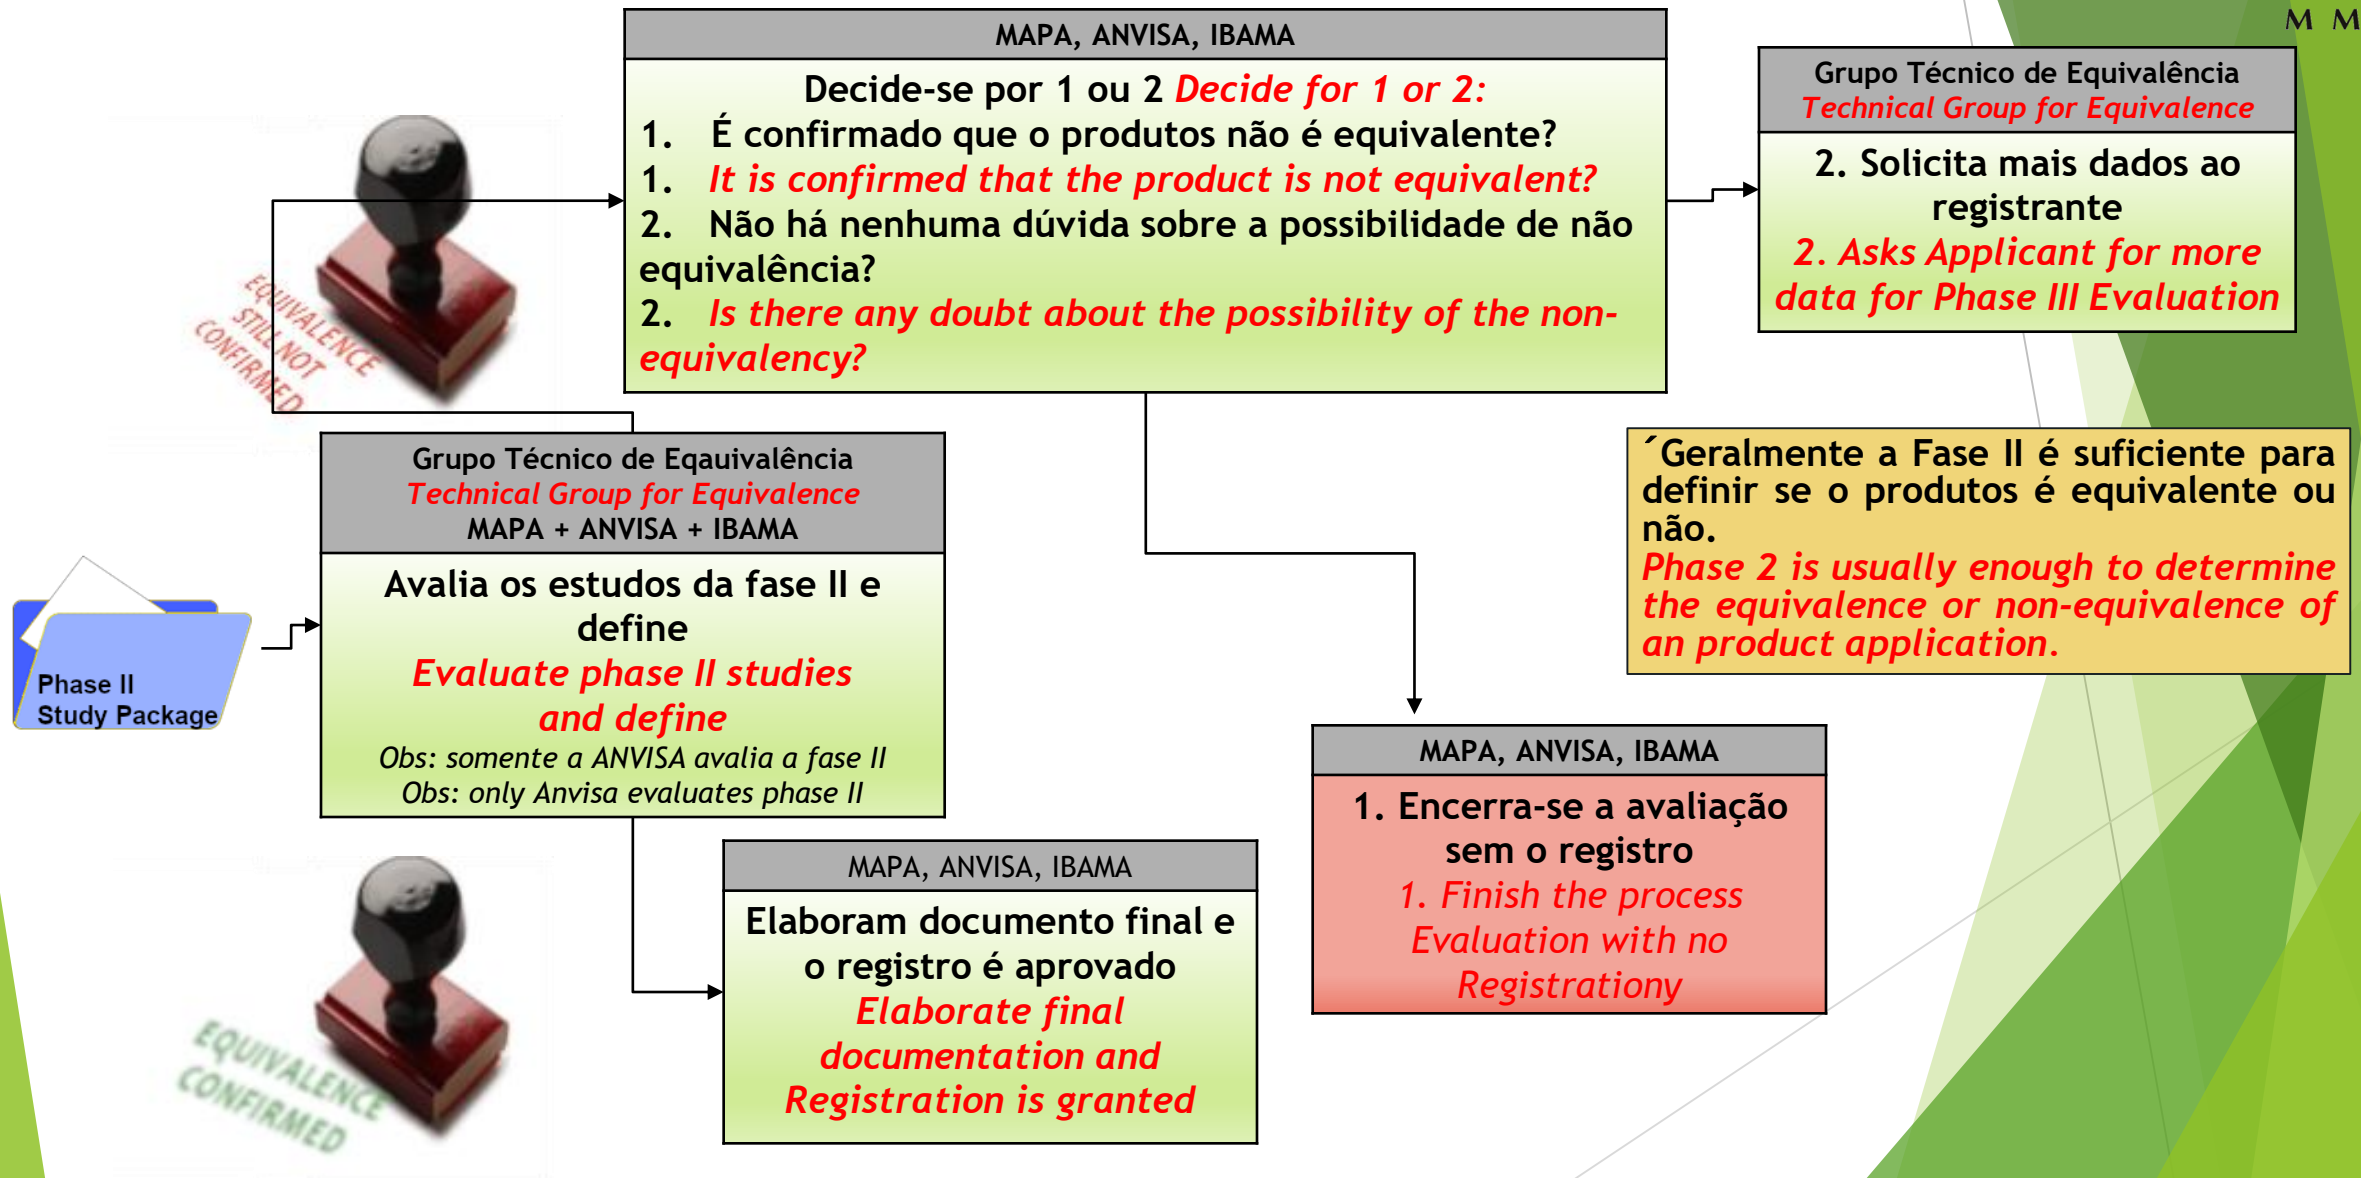 M M
MAPA, ANVISA, IBAMA
Decide-se por 1 ou 2 Decide for 1 or 2:
1. É confirmado que o produtos não é equivalente?
1. It is confirmed that the product is not equivalent?
2. Não há nenhuma dúvida sobre a possibilidade de não
equivalência?
2. Is there any doubt about the possibility of the non-
equivalency?
Grupo Técnico de Equivalência
Technical Group for Equivalence
2. Solicita mais dados ao
registrante
2. Asks Applicant for more
data for Phase III Evaluation
EQUIVALENCE
STILL NOT
CONFIRMED
Grupo Técnico de Eqauivalência
Technical Group for Equivalence
MAPA + ANVISA + IBAMA
Avalia os estudos da fase II e
define
Evaluate phase II studies
and define
Obs: somente a ANVISA avalia a fase II
Obs: only Anvisa evaluates phase II
´Geralmente a Fase II é suficiente para
definir se o produtos é equivalente ou
não.
Phase 2 is usually enough to determine
the equivalence or non-equivalence of
an product application.
Phase II
Study Package
MAPA, ANVISA, IBAMA
1. Encerra-se a avaliação
sem o registro
1. Finish the process
Evaluation with no
Registrationy
MAPA, ANVISA, IBAMA
Elaboram documento final e
o registro é aprovado
Elaborate final
documentation and
Registration is granted
EQUIVALENCE
CONFIRMED